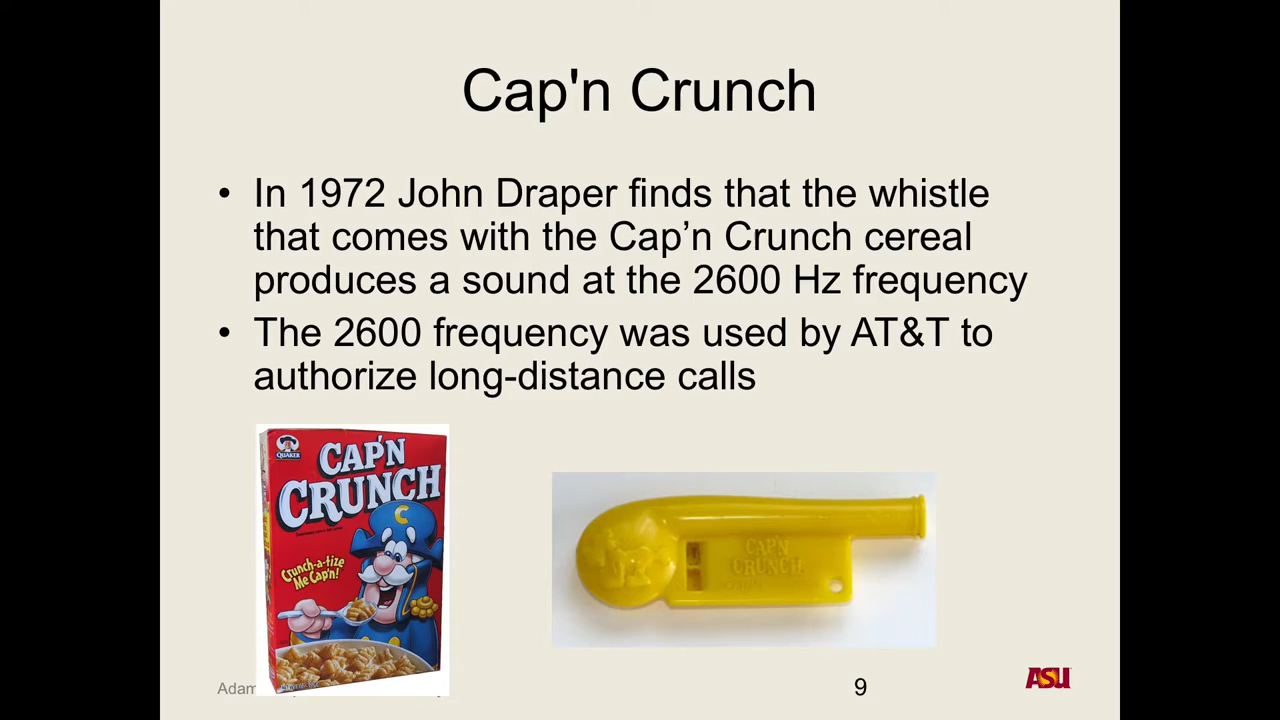 Cap'n Crunch
• In 1972 John Draper finds that the whistle
that comes with the Cap’n Crunch cereal
produces a sound at the 2600 Hz frequency
• The 2600 frequency was used by AT&T to
authorize long-distance calls
QUAKER
CAP'N
CRUNCH
Crunch-a-tize
Me Cap'n!
C
CAP'N
CRUNCH
Adam
9
ASU